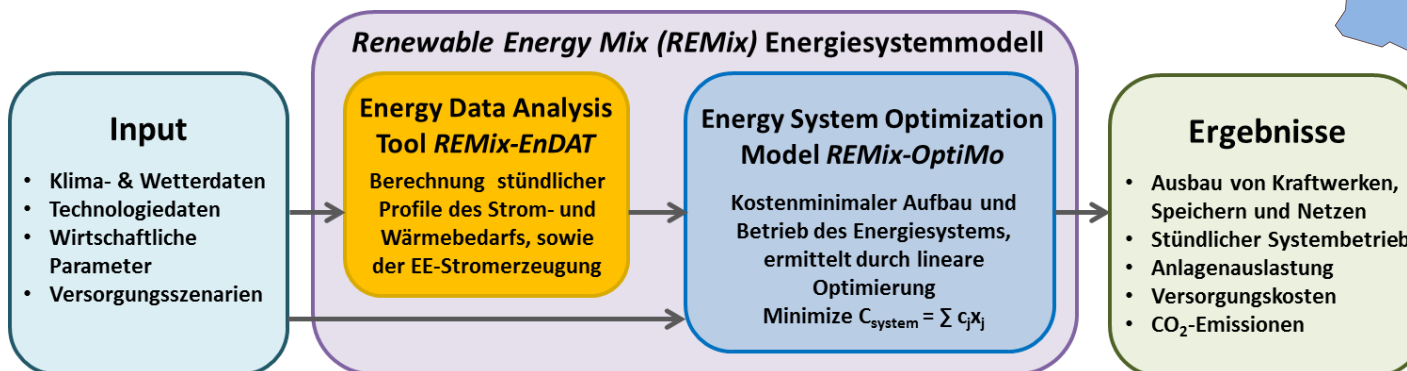 Renewable Energy Mix (REMix) Energiesystemmodell
Input
• Klima- & Wetterdaten
• Technologiedaten
• Wirtschaftliche
Parameter
• Versorgungsszenarien
Energy Data Analysis
Tool REMix-EnDAT
Berechnung stündlicher
Profile des Strom- und
Wärmebedarfs, sowie
der EE-Stromerzeugung
Energy System Optimization
Model REMix-OptiMo
Kostenminimaler Aufbau und
Betrieb des Energiesystems,
ermittelt durch lineare
Optimierung
Minimize Csystem = ∑ cjxj
Ergebnisse
• Ausbau von Kraftwerken,
Speichern und Netzen
• Stündlicher Systembetrieb
• Anlagenauslastung
• Versorgungskosten
• CO₂-Emissionen